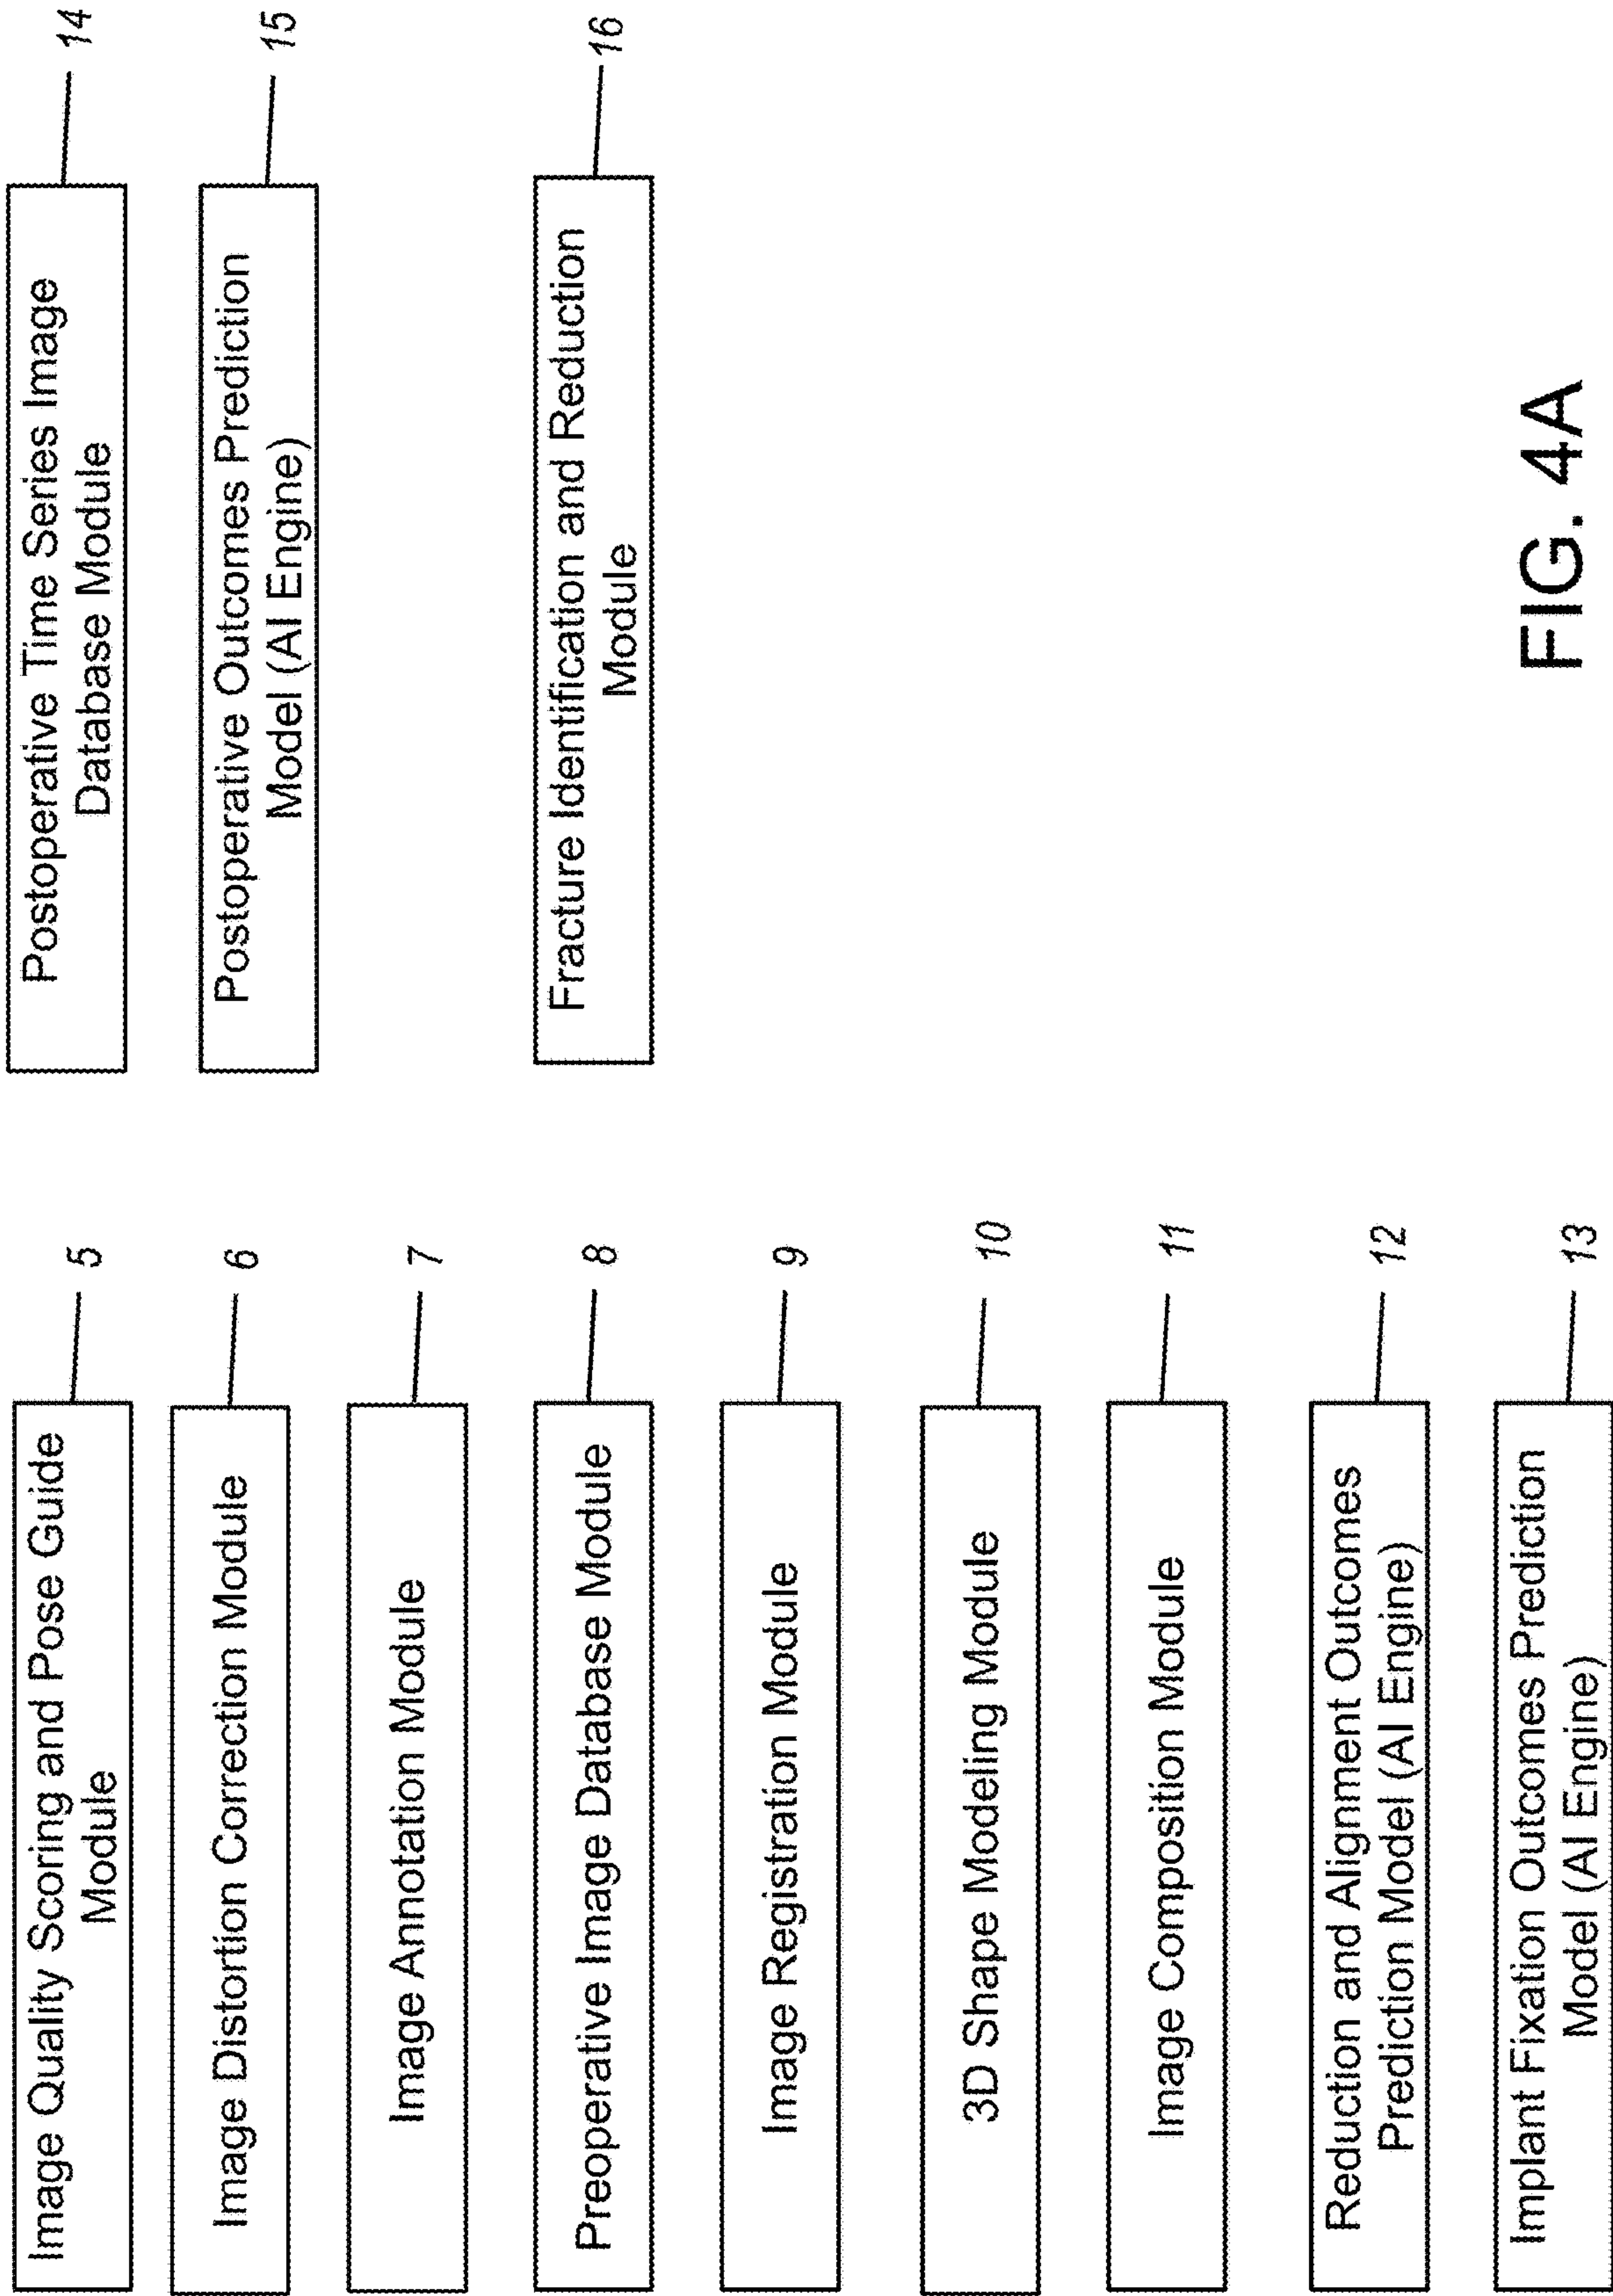 Image Quality Scoring and Pose Guide
Module
5
Image Distortion Correction Module
6
Image Annotation Module
7
Preoperative Image Database Module
8
Image Registration Module
9
3D Shape Modeling Module
10
Image Composition Module
11
Reduction and Alignment Outcomes
Prediction Model (AI Engine)
12
Implant Fixation Outcomes Prediction
Model (AI Engine)
13
Postoperative Time Series Image
Database Module
14
Postoperative Outcomes Prediction
Model (AI Engine)
15
Fracture Identification and Reduction
Module
16
FIG. 4A